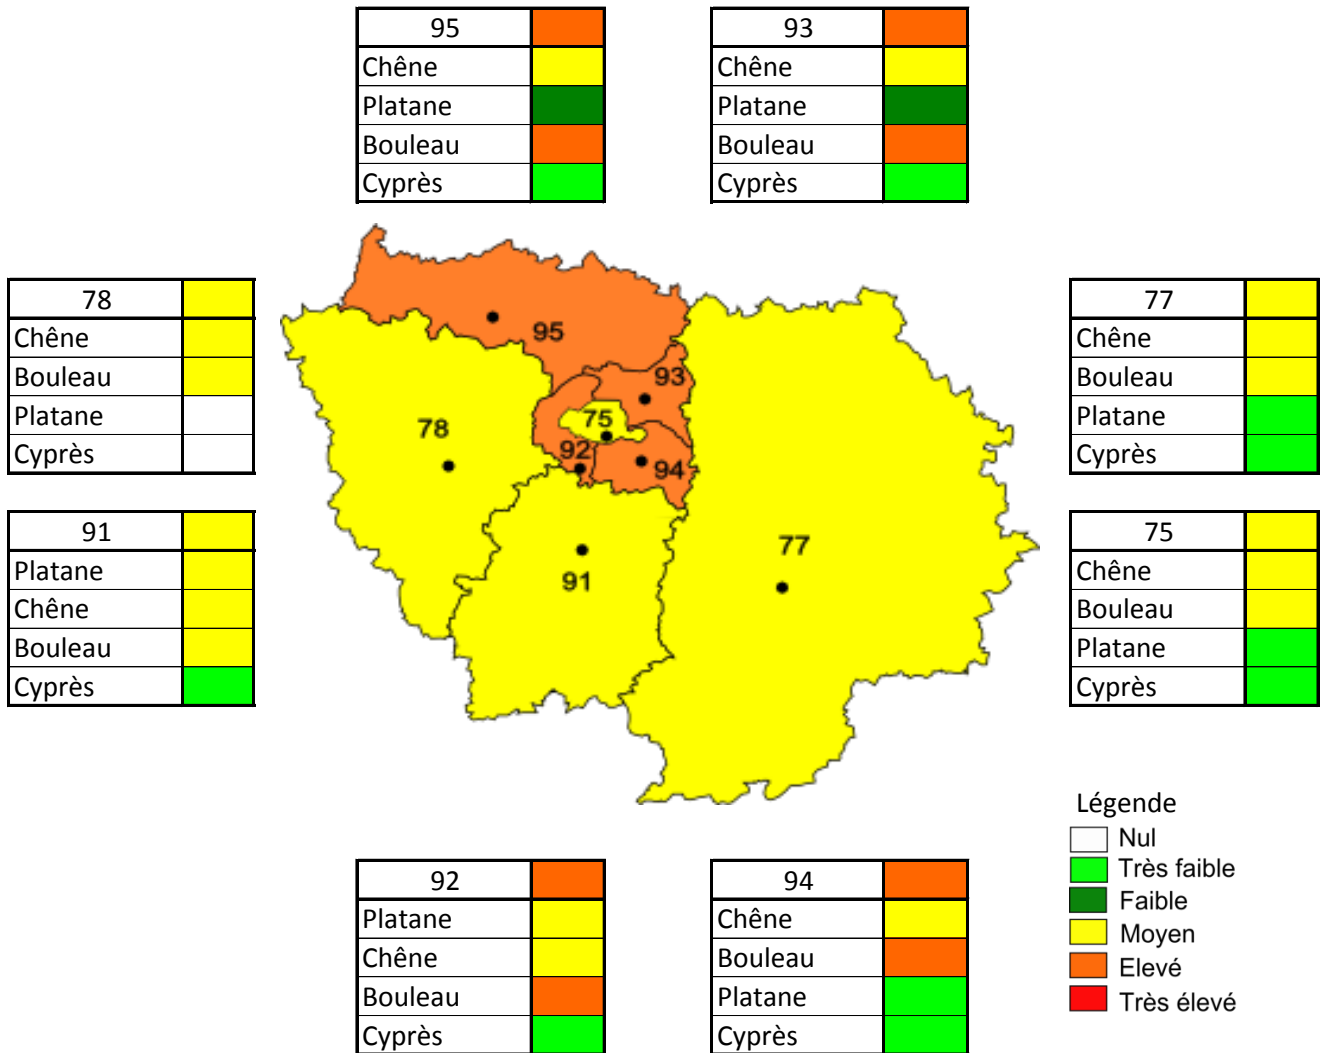 95
Chêne
Platane
Bouleau
Cyprès
93
Chêne
Platane
Bouleau
Cyprès
78
Chêne
Bouleau
Platane
Cyprès
91
Platane
Chêne
Bouleau
Cyprès
95
93
75
78
92
94
77
91
77
Chêne
Bouleau
Platane
Cyprès
75
Chêne
Bouleau
Platane
Cyprès
92
Platane
Chêne
Bouleau
Cyprès
94
Chêne
Bouleau
Platane
Cyprès
Légende
Nul
Très faible
Faible
Moyen
Elevé
Très élevé